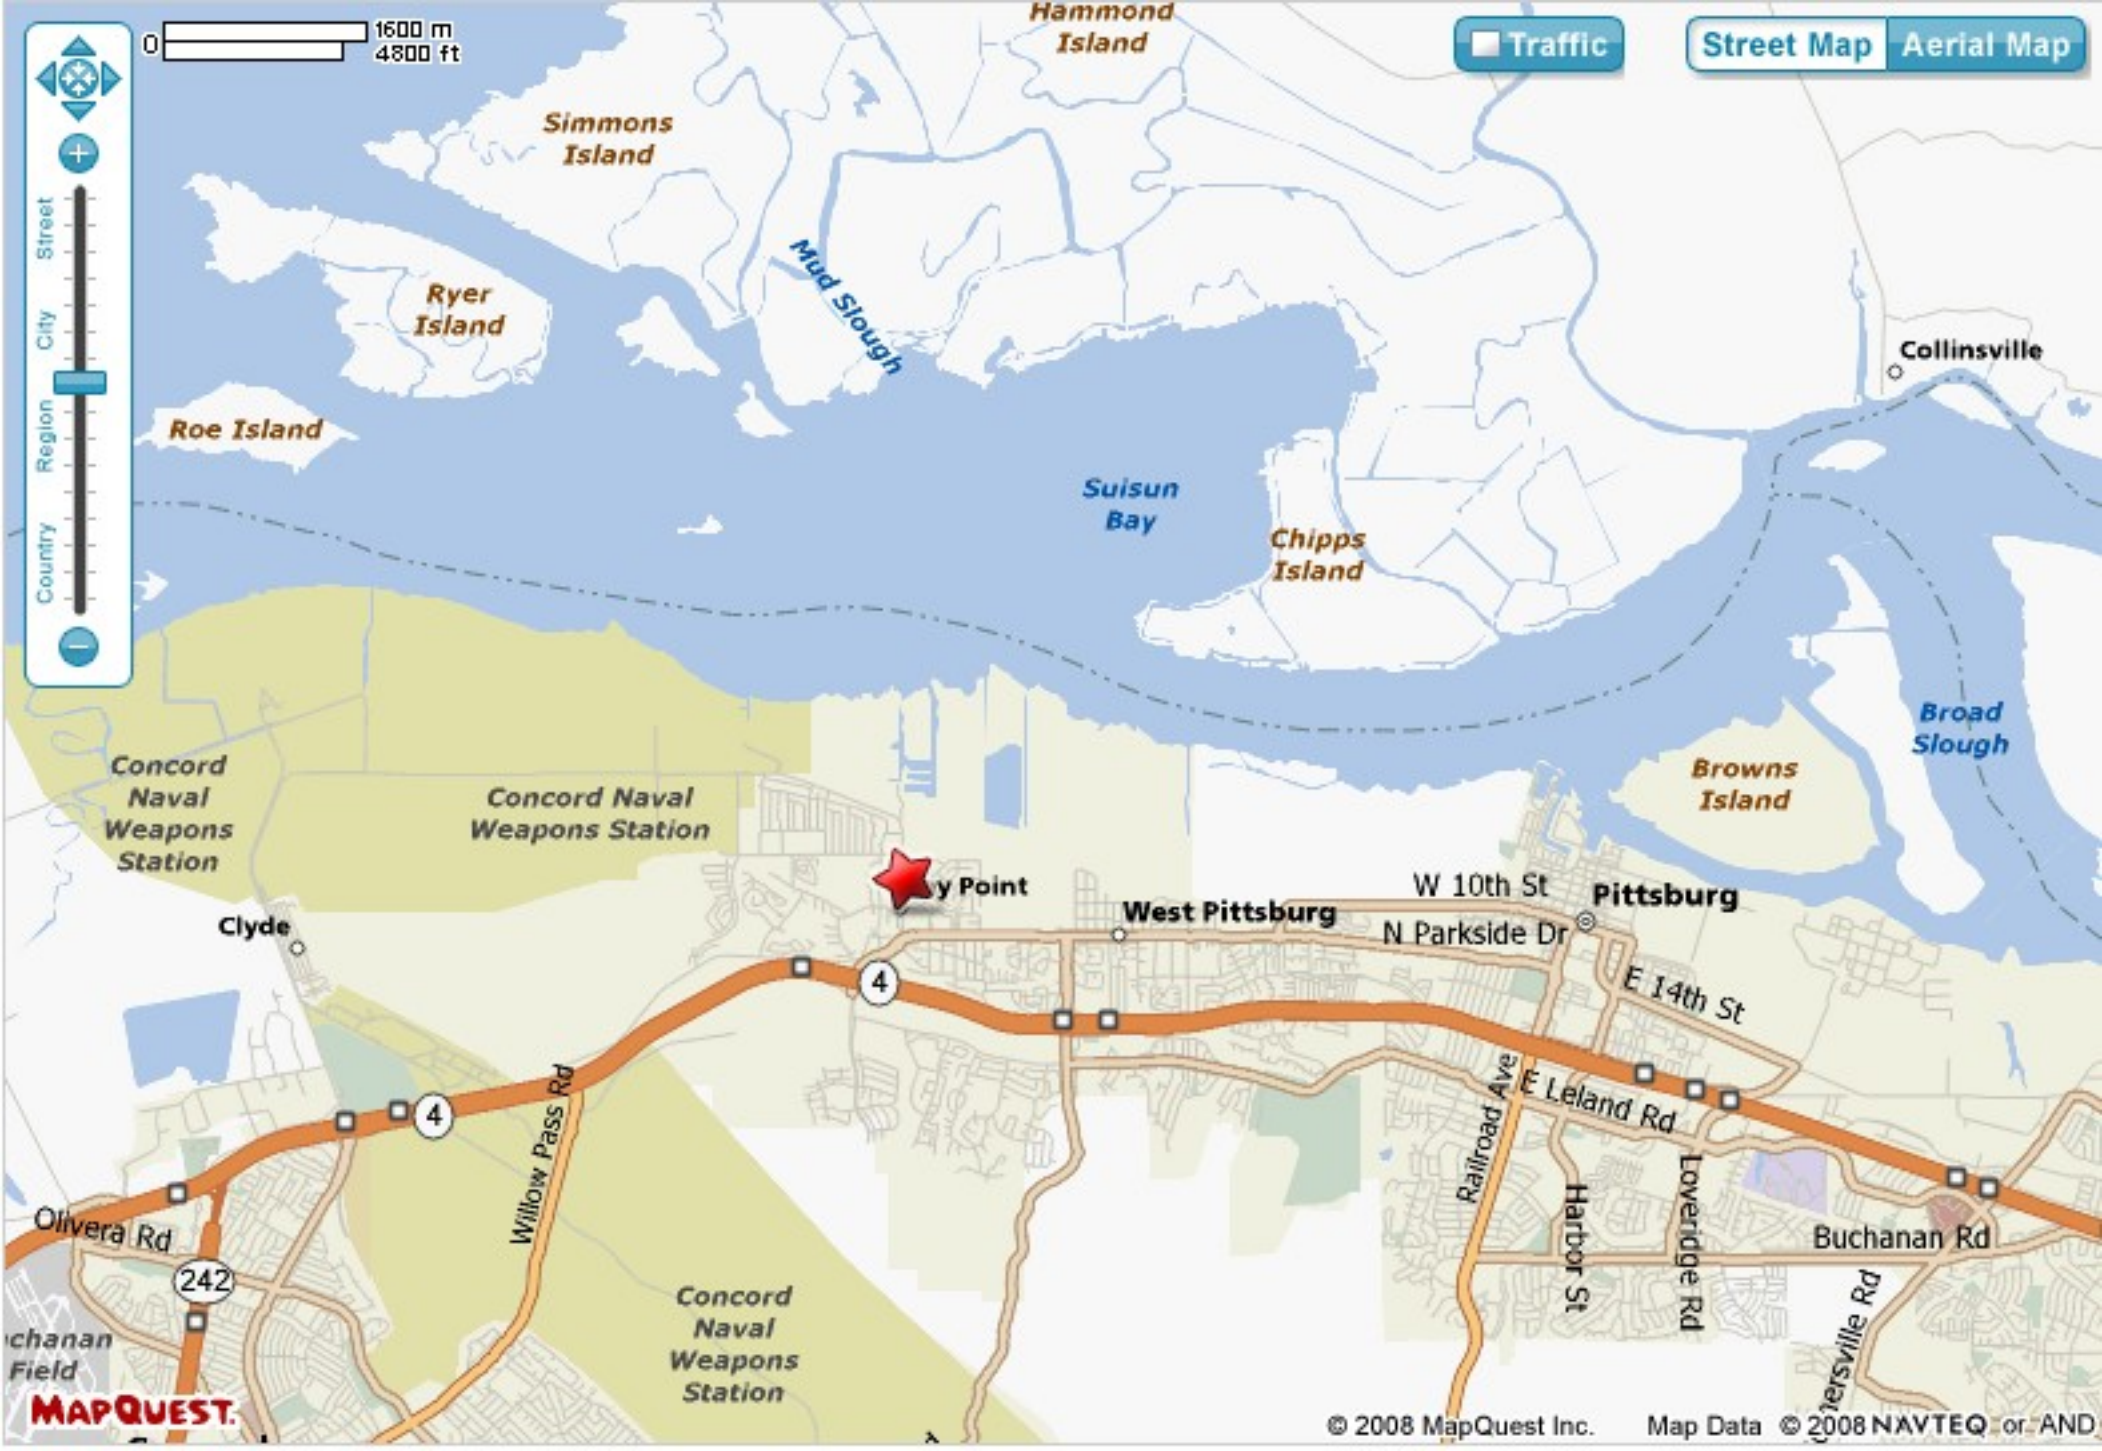 0
1600 m
4800 ft
Hammond
Island
Traffic
Street Map
Aerial Map
Simmons
Island
Street
City
Region
Country
Mud Slough
Ryer
Island
Collinsville
Roe Island
Suisun
Bay
Chipps
Island
Broad
Slough
Concord
Naval
Weapons
Station
Concord Naval
Weapons Station
Browns
Island
y Point
W 10th St
Pittsburg
West Pittsburg
Clyde
N Parkside Dr
4
E 14th St
4
Willow Pass Rd
Railroad Ave
E Leland Rd
Olivera Rd
Harbor St
Loveridge Rd
Buchanan Rd
242
Concord
Naval
Weapons
Station
chanan
Field
ersville Rd
MAPQUEST.
© 2008 MapQuest Inc.
Map Data © 2008 NAVTEQ or AND